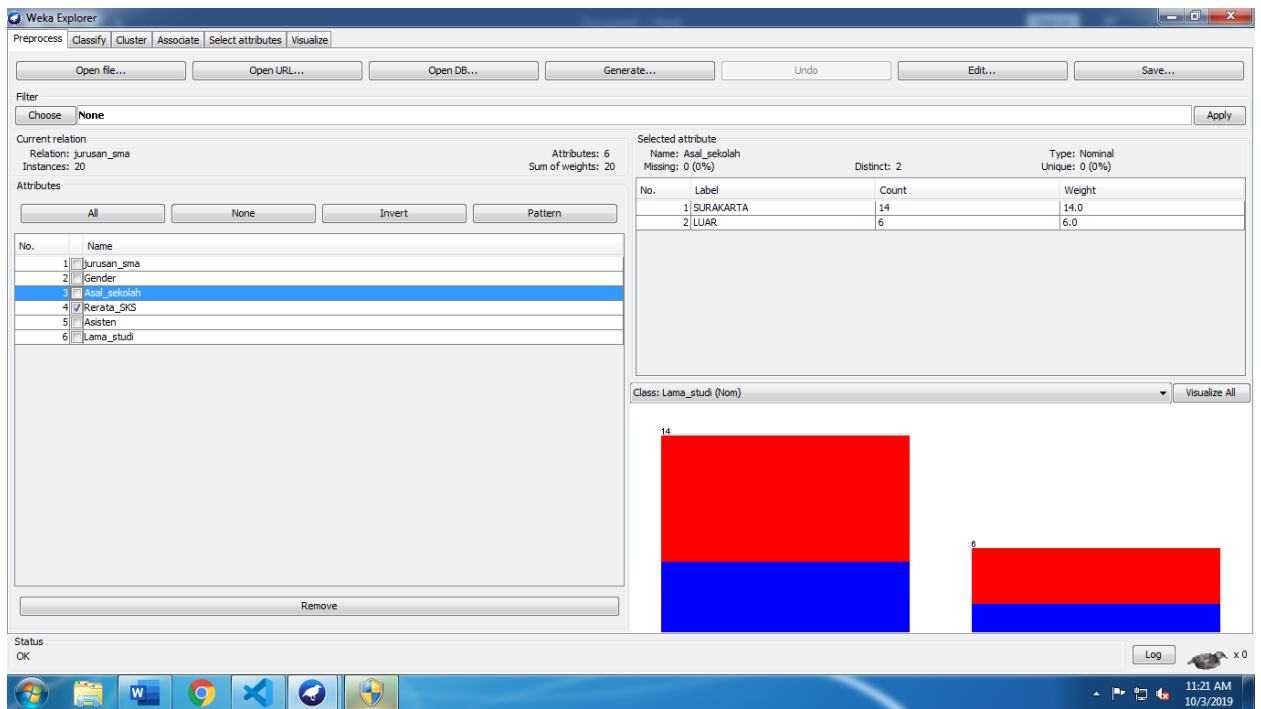 Weka Explorer
Preprocess Classify Cluster Associate Select attributes Visualize
Open file... Open URL... Open DB... Generate... Undo Edit... Save...
Filter
Choose None Apply
Current relation
Relation: jurusan_sma Attributes: 6
Instances: 20 Sum of weights: 20
Attributes
All None Invert Pattern
No. Name
1 jurusan_sma
2 Gender
3 Asal_sekolah
4 Rerata_SKS
5 Asisten
6 Lama_studi
Remove
Selected attribute
Name: Asal_sekolah Type: Nominal
Missing: 0 (0%) Distinct: 2 Unique: 0 (0%)
No. Label Count Weight
1 SURAKARTA 14 14.0
2 LUAR 6 6.0
Class: Lama_studi (Nom) Visualize All
14
6
Status
OK
Log x 0
W
11:21 AM
10/3/2019